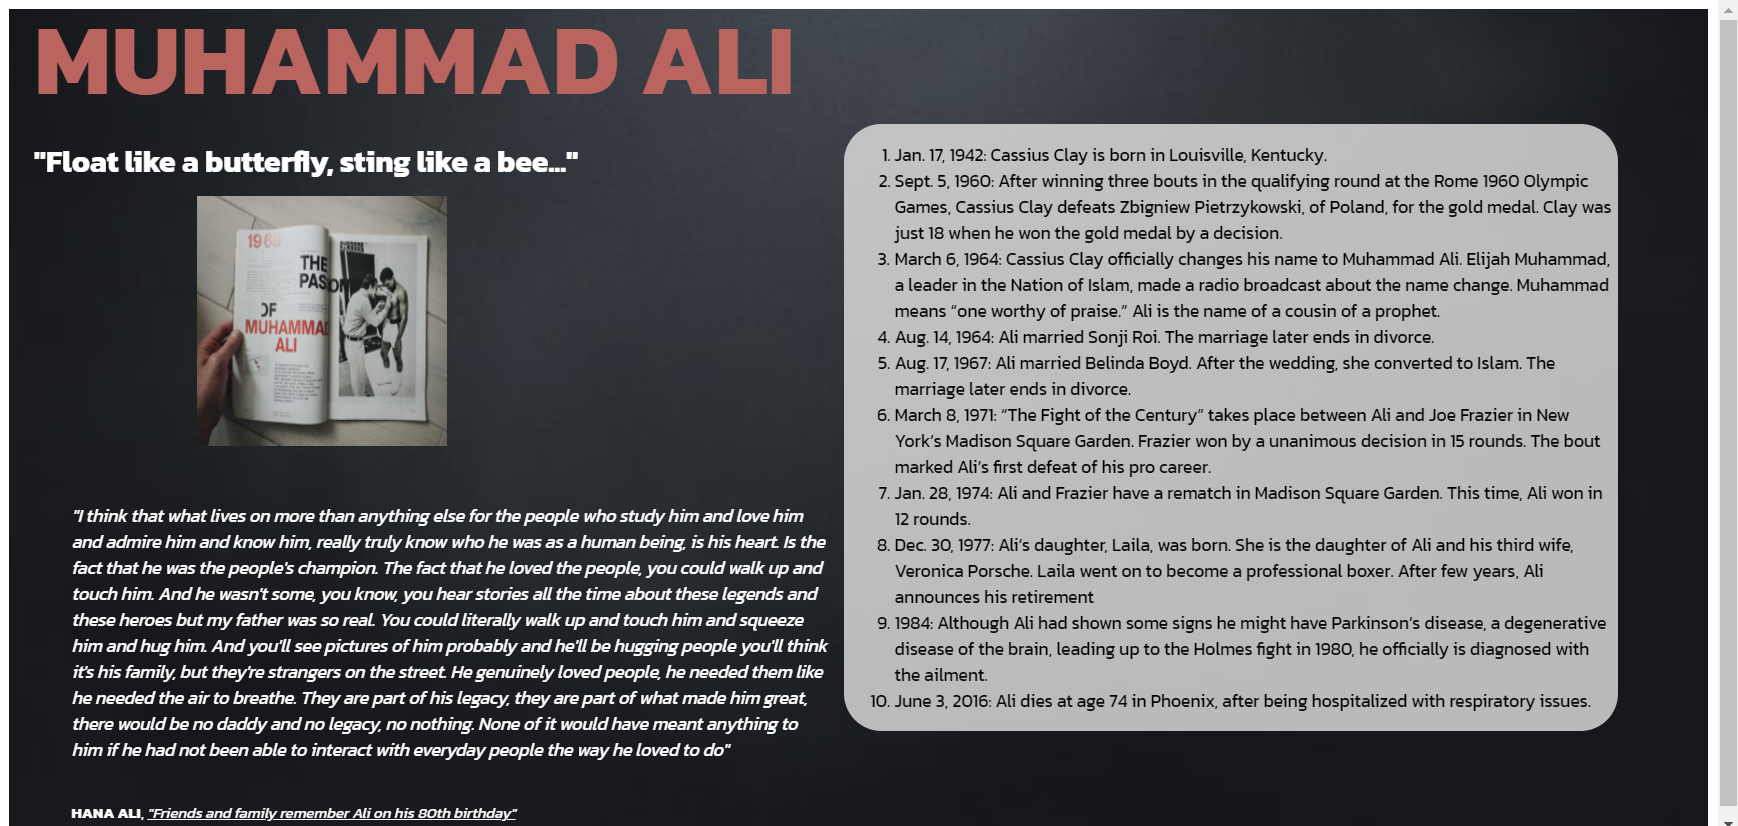 MUHAMMAD ALI
"Float like a butterfly, sting like a bee..."
1968
THE
PASSION
OF
MUHAMMAD
ALI
"I think that what lives on more than anything else for the people who study him and love him
and admire him and know him, really truly know who he was as a human being, is his heart. Is the
fact that he was the people's champion. The fact that he loved the people, you could walk up and
touch him. And he wasn't some, you know, you hear stories all the time about these legends and
these heroes but my father was so real. You could literally walk up and touch him and squeeze
him and hug him. And you'll see pictures of him probably and he'll be hugging people you'll think
it's his family, but they're strangers on the street. He genuinely loved people, he needed them like
he needed the air to breathe. They are part of his legacy, they are part of what made him great,
there would be no daddy and no legacy, no nothing. None of it would have meant anything to
him if he had not been able to interact with everyday people the way he loved to do"
HANA ALI, "Friends and family remember Ali on his 80th birthday"
1. Jan. 17, 1942: Cassius Clay is born in Louisville, Kentucky.
2. Sept. 5, 1960: After winning three bouts in the qualifying round at the Rome 1960 Olympic
Games, Cassius Clay defeats Zbigniew Pietrzykowski, of Poland, for the gold medal. Clay was
just 18 when he won the gold medal by a decision.
3. March 6, 1964: Cassius Clay officially changes his name to Muhammad Ali. Elijah Muhammad,
a leader in the Nation of Islam, made a radio broadcast about the name change. Muhammad
means “one worthy of praise.” Ali is the name of a cousin of a prophet.
4. Aug. 14, 1964: Ali married Sonji Roi. The marriage later ends in divorce.
5. Aug. 17, 1967: Ali married Belinda Boyd. After the wedding, she converted to Islam. The
marriage later ends in divorce.
6. March 8, 1971: “The Fight of the Century” takes place between Ali and Joe Frazier in New
York’s Madison Square Garden. Frazier won by a unanimous decision in 15 rounds. The bout
marked Ali’s first defeat of his pro career.
7. Jan. 28, 1974: Ali and Frazier have a rematch in Madison Square Garden. This time, Ali won in
12 rounds.
8. Dec. 30, 1977: Ali’s daughter, Laila, was born. She is the daughter of Ali and his third wife,
Veronica Porsche. Laila went on to become a professional boxer. After few years, Ali
announces his retirement
9. 1984: Although Ali had shown some signs he might have Parkinson’s disease, a degenerative
disease of the brain, leading up to the Holmes fight in 1980, he officially is diagnosed with
the ailment.
10. June 3, 2016: Ali dies at age 74 in Phoenix, after being hospitalized with respiratory issues.